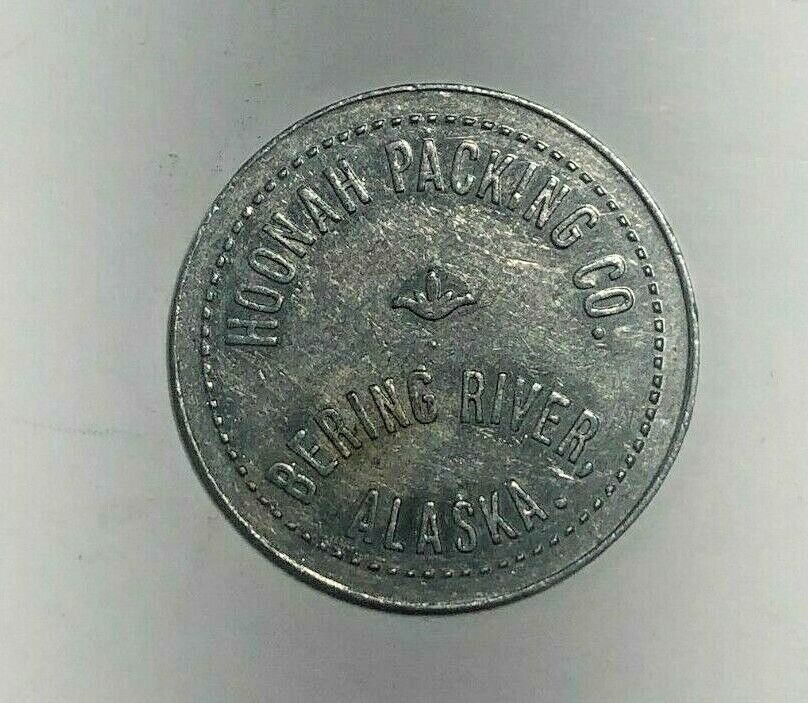 HOONAH PACKING CO.
BERING RIVER,
ALASKA.